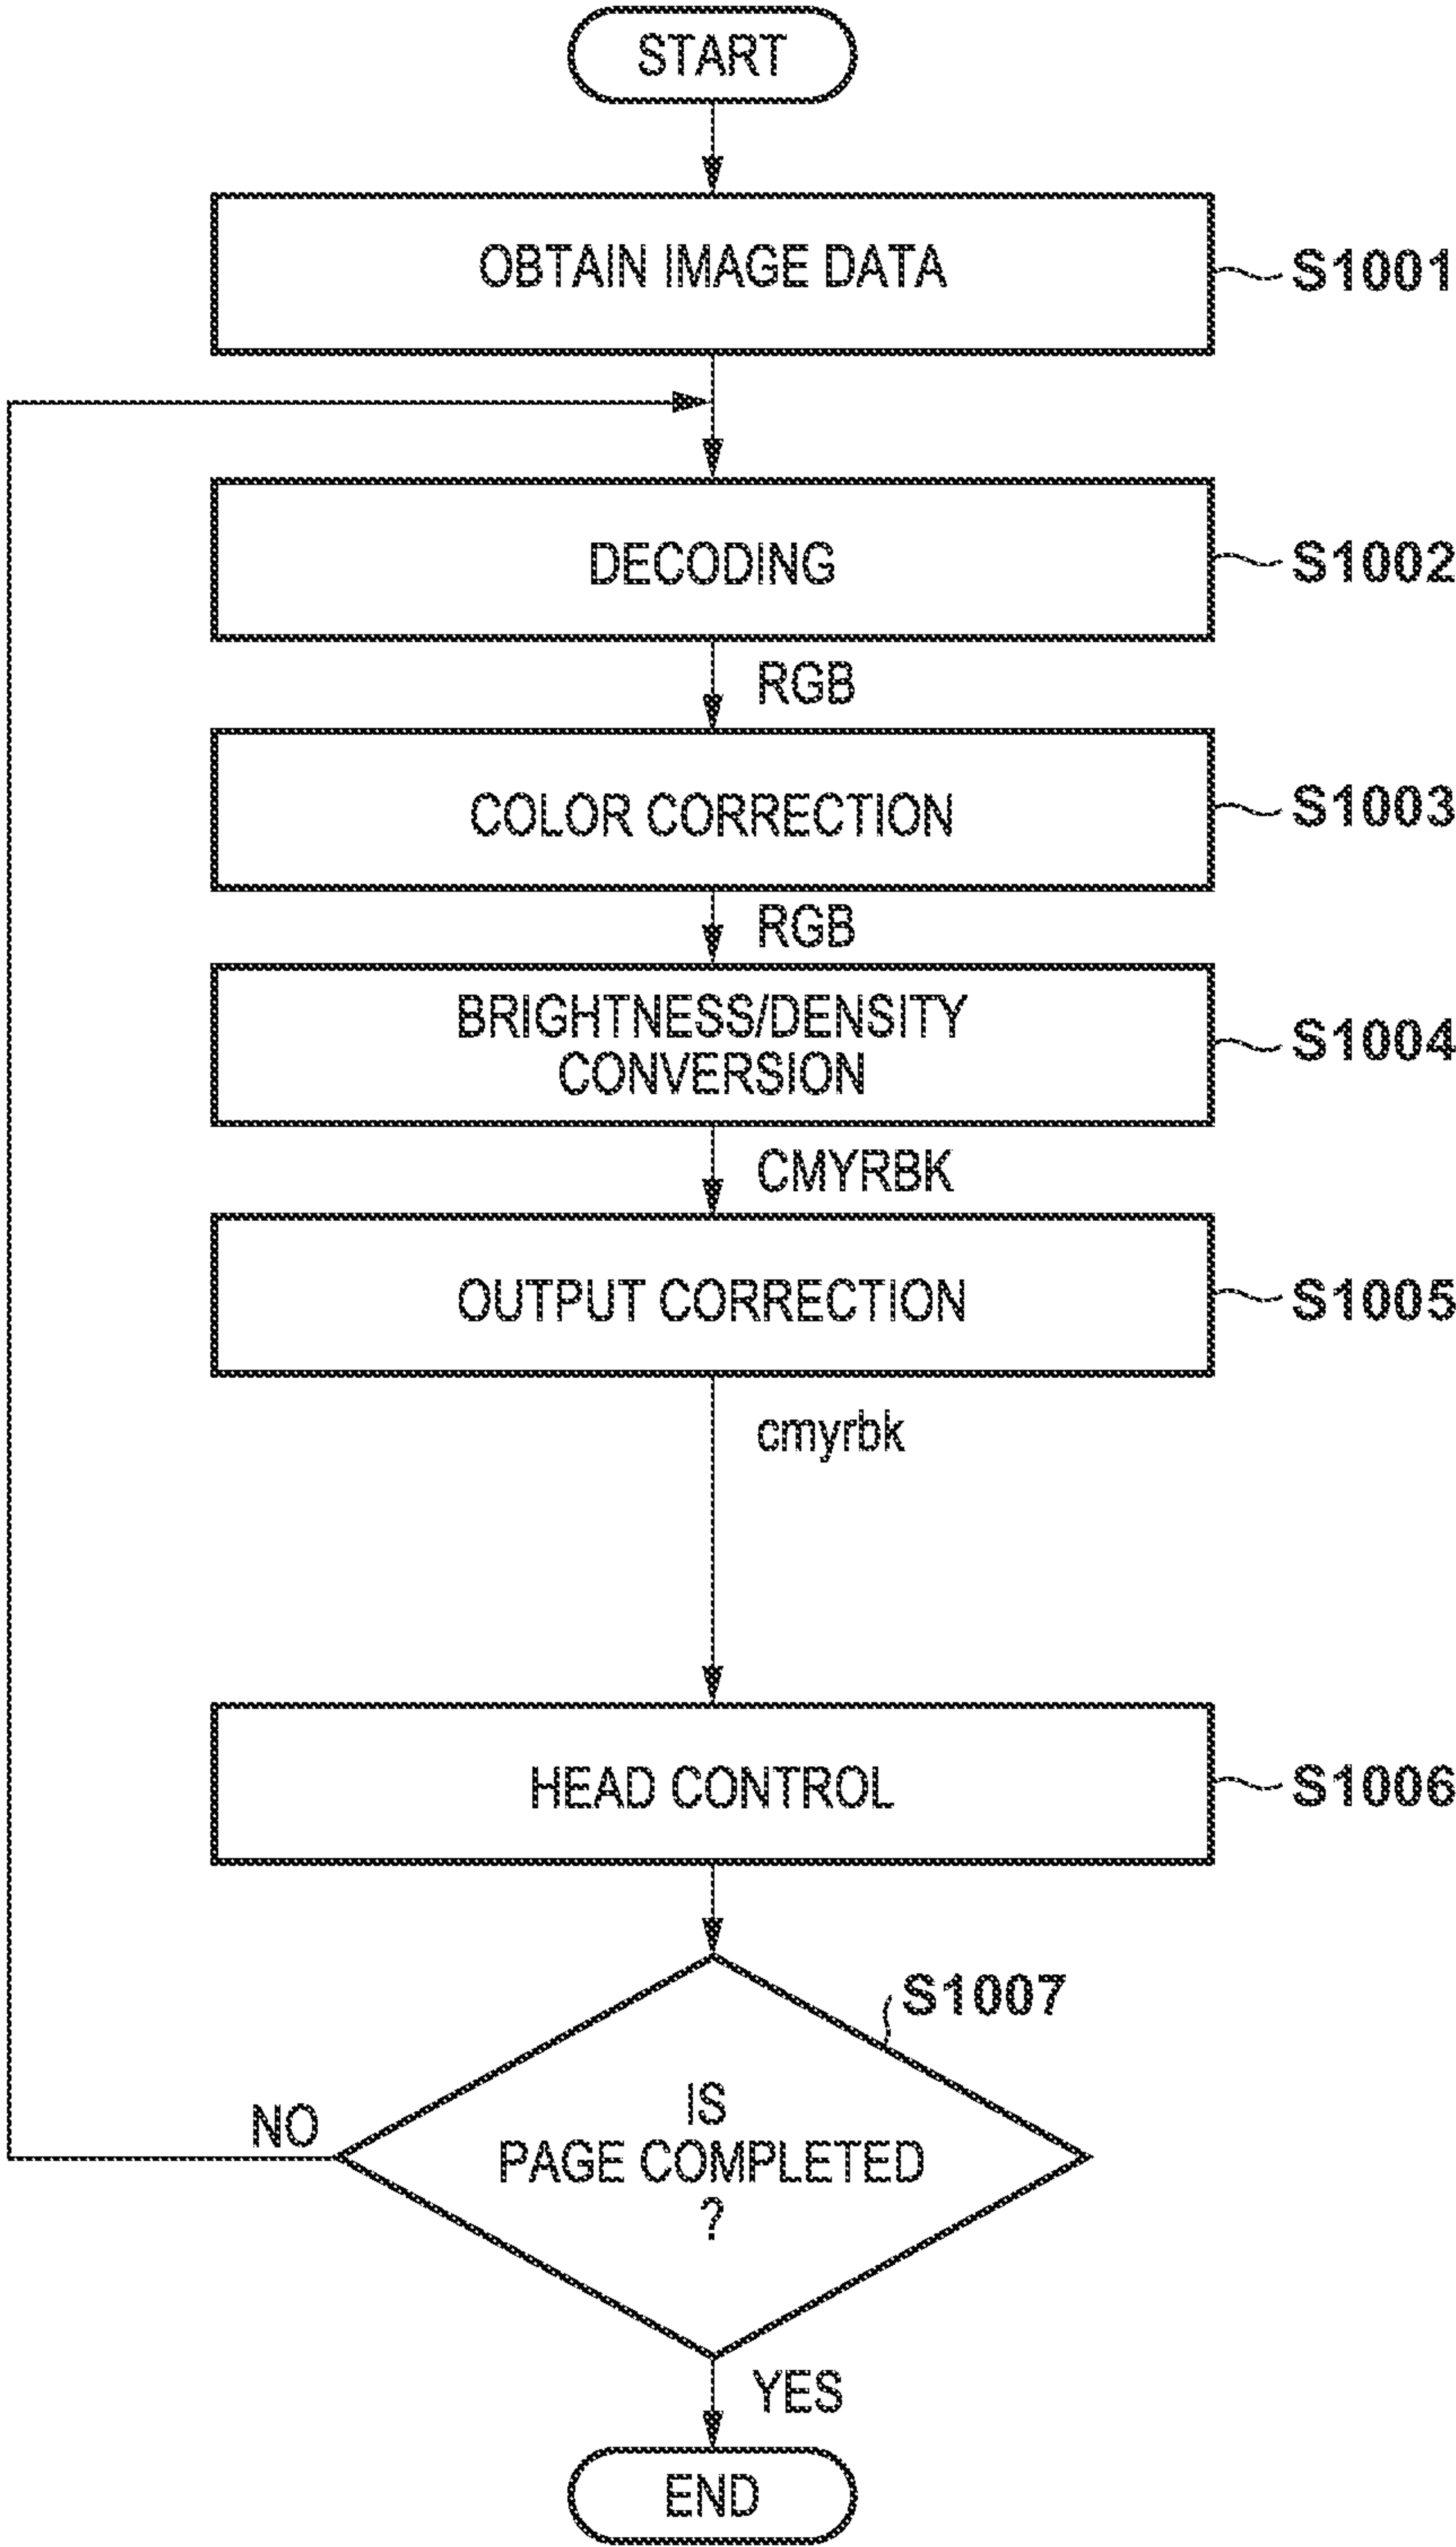 START
OBTAIN IMAGE DATA
S1001
DECODING
S1002
RGB
COLOR CORRECTION
S1003
RGB
BRIGHTNESS/DENSITY
CONVERSION
S1004
CMYRBK
OUTPUT CORRECTION
S1005
cmyrbk
HEAD CONTROL
S1006
S1007
IS
PAGE COMPLETED
?
NO
YES
END